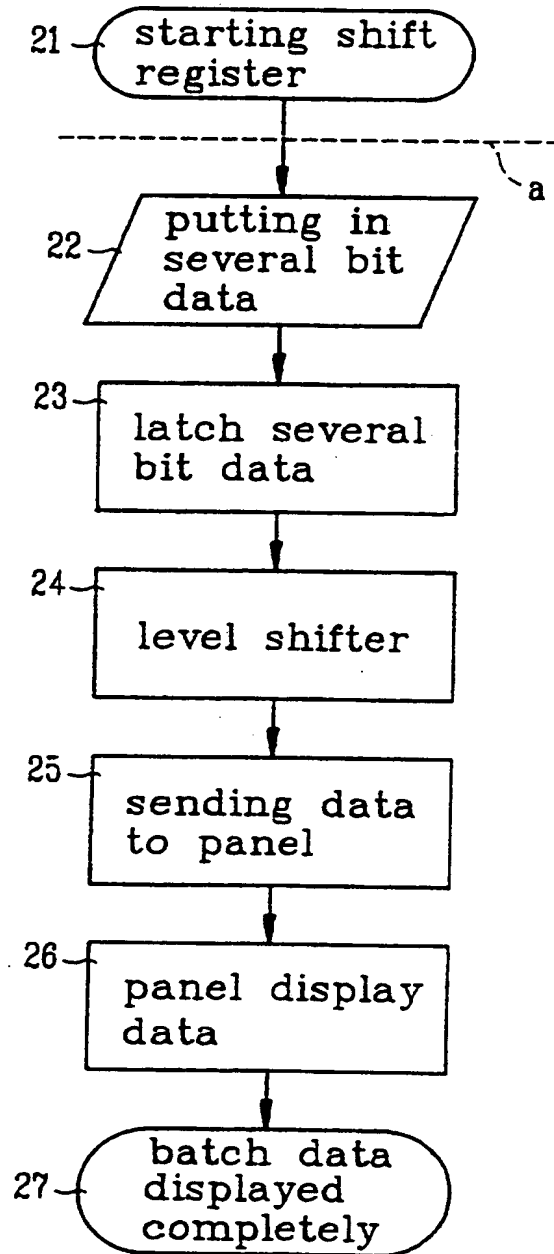 21
starting shift
register
a
22
putting in
several bit
data
23
latch several
bit data
24
level shifter
25
sending data
to panel
26
panel display
data
27
batch data
displayed
completely